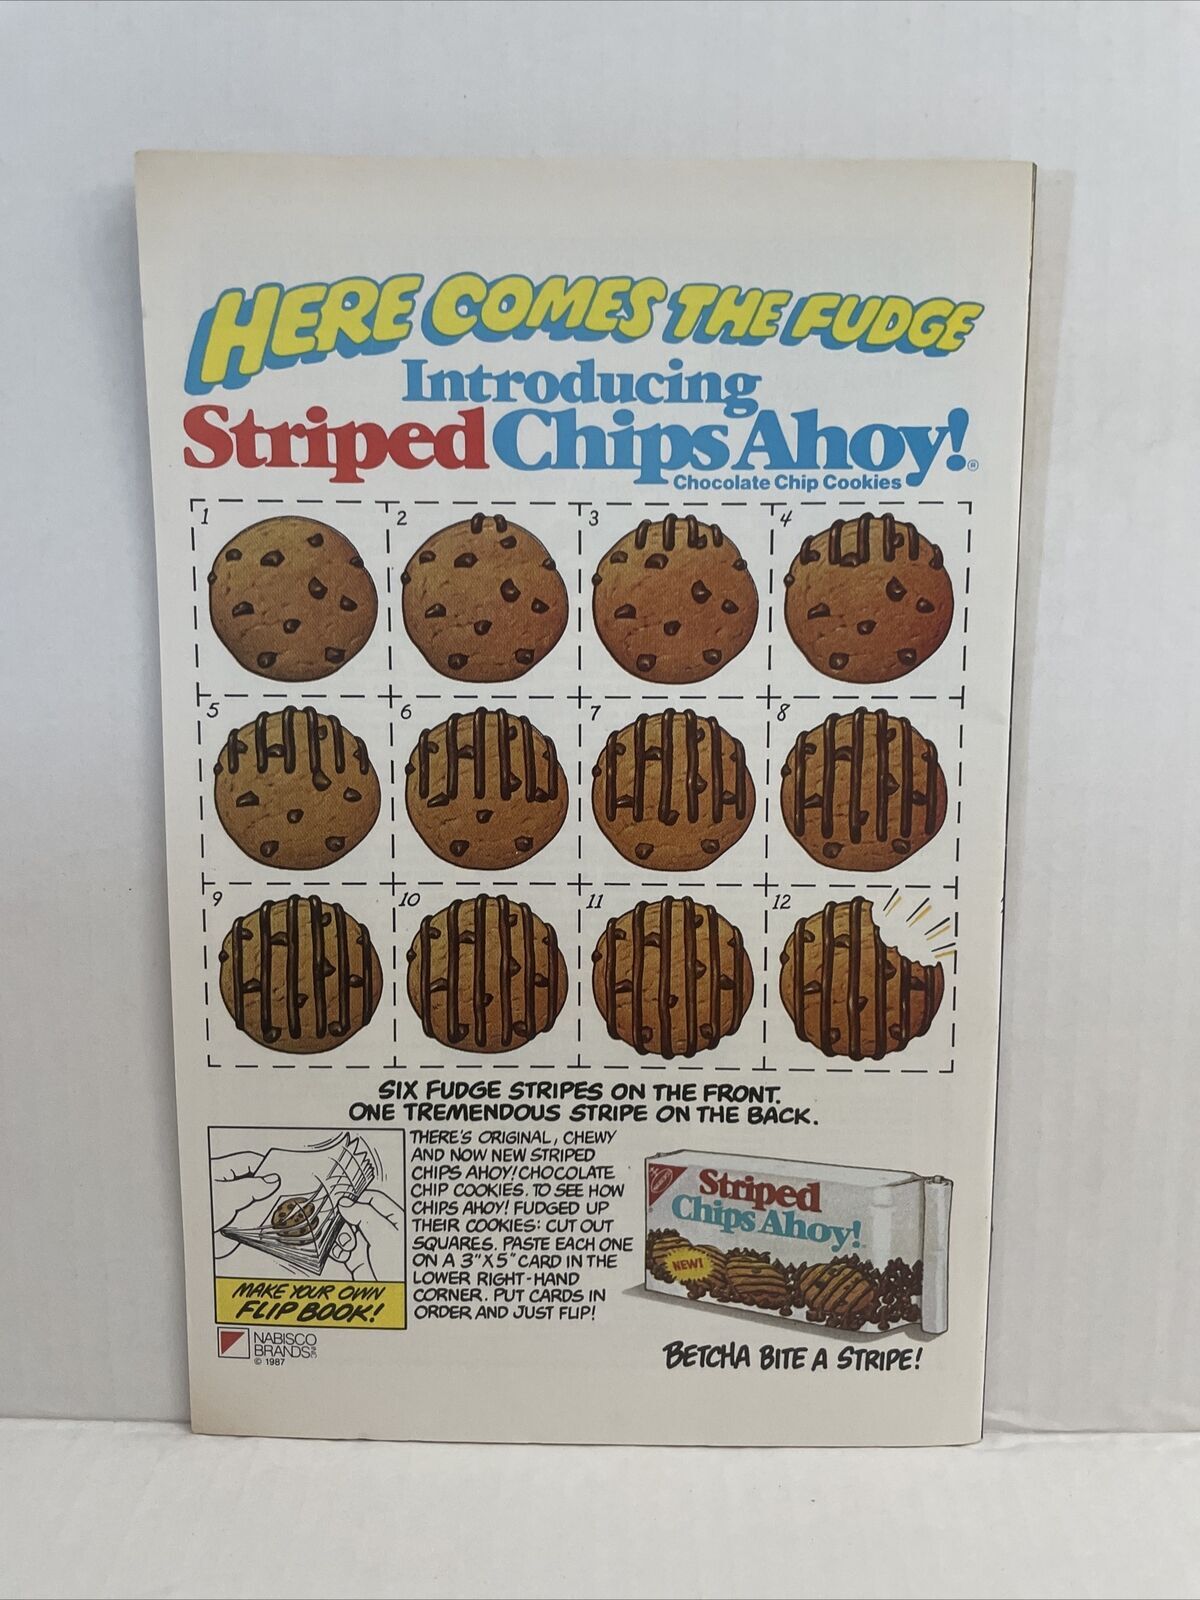 HERE COMES THE FUDGE
Introducing
Striped Chips Ahoy!®
Chocolate Chip Cookies
1
2
3
4
5
6
7
8
9
10
11
12
SIX FUDGE STRIPES ON THE FRONT.
ONE TREMENDOUS STRIPE ON THE BACK.
THERE'S ORIGINAL, CHEWY
AND NOW NEW STRIPED
CHIPS AHOY! CHOCOLATE
CHIP COOKIES. TO SEE HOW
CHIPS AHOY! FUDGED UP
THEIR COOKIES: CUT OUT
SQUARES. PASTE EACH ONE
ON A 3"X5" CARD IN THE
LOWER RIGHT-HAND
CORNER. PUT CARDS IN
ORDER AND JUST FLIP!
MAKE YOUR OWN
FLIP BOOK!
NABISCO
BRANDS INC
© 1987
NABISCO
Striped
Chips Ahoy!
NEW!
BETCHA BITE A STRIPE!